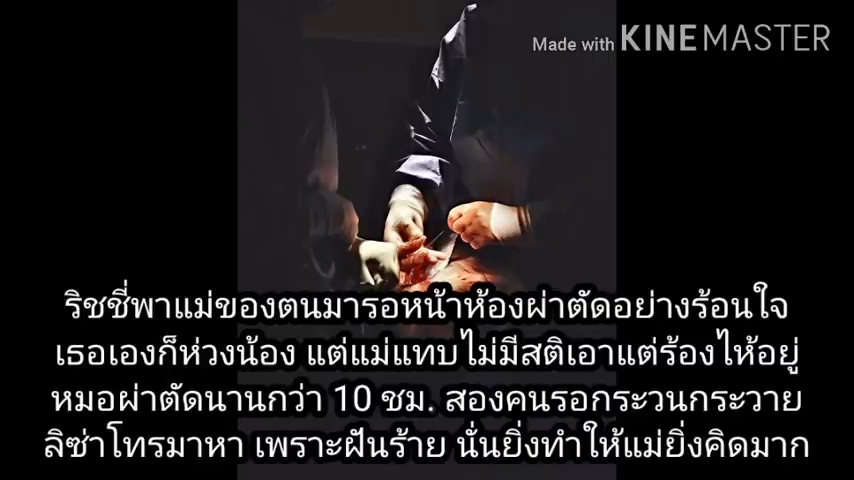 Made with KINEMASTER
ริชชี่พาแม่ของตนมารอหน้าห้องผ่าตัดอย่างร้อนใจ
เธอเองก็ห่วงน้อง แต่แม่แทบไม่มีสติเอาแต่ร้องไห้อยู่
หมอผ่าตัดนานกว่า 10 ชม. สองคนรอกระวนกระวาย
ลิซ่าโทรมาหา เพราะฝันร้าย นั่นยิ่งทำให้แม่ยิ่งคิดมาก